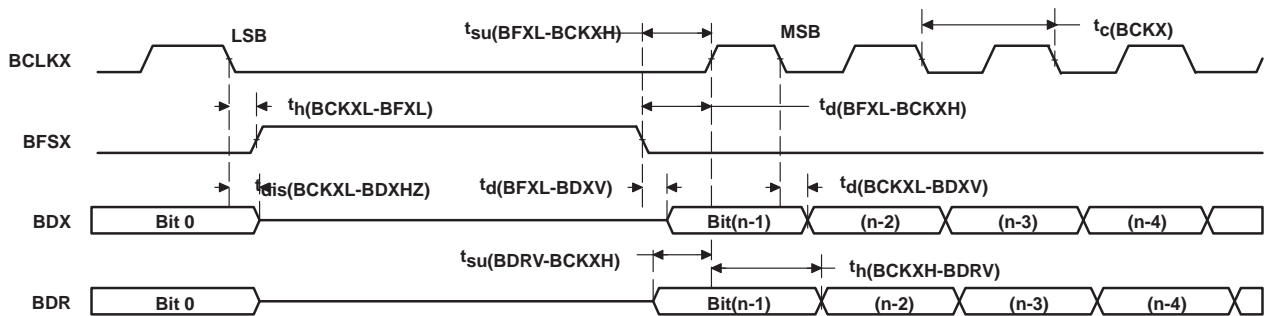 LSB
tsu(BFXL-BCKXH)
MSB
tc(BCKX)
BCLKX
th(BCKXL-BFXL)
td(BFXL-BCKXH)
BFSX
tdis(BCKXL-BDXHZ)
td(BFXL-BDXV)
td(BCKXL-BDXV)
BDX
Bit 0
Bit(n-1)
(n-2)
(n-3)
(n-4)
tsu(BDRV-BCKXH)
th(BCKXH-BDRV)
BDR
Bit 0
Bit(n-1)
(n-2)
(n-3)
(n-4)